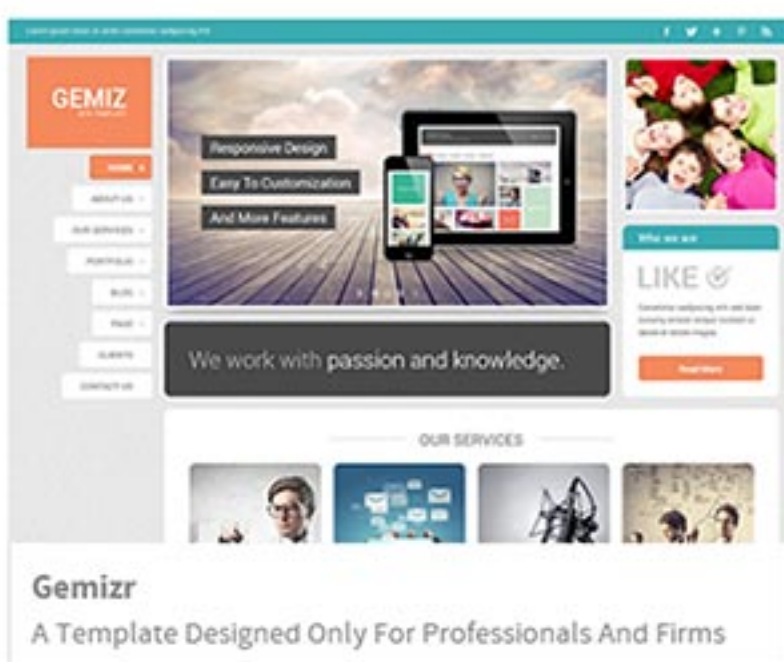 GEMIZ
HOME
ABOUT US
OUR SERVICES
PORTFOLIO
BLOG
PAGE
CLIENTS
CONTACT US
Responsive Design
Easy To Customization
And More Features
We work with passion and knowledge.
Who we are
LIKE
Read More
OUR SERVICES
Gemizr
A Template Designed Only For Professionals And Firms